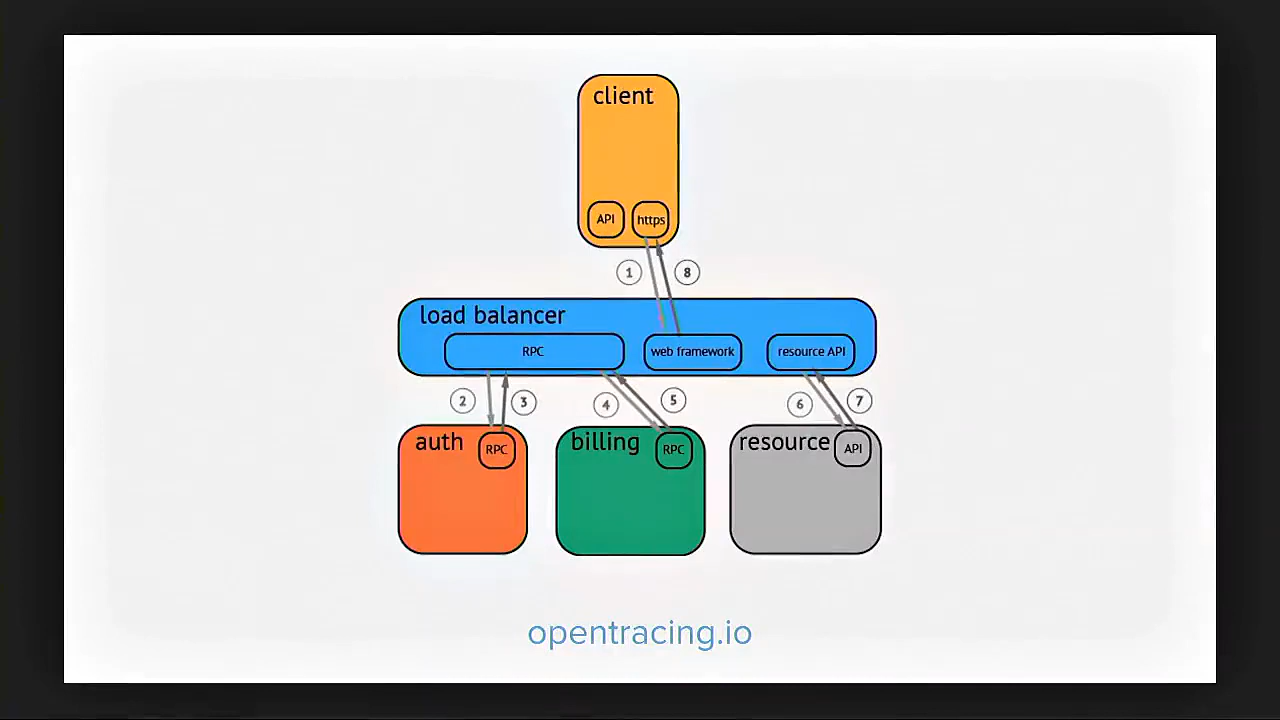 client
API
https
1
8
load balancer
RPC
web framework
resource API
2
3
4
5
6
7
auth
RPC
billing
RPC
resource
API
opentracing.io